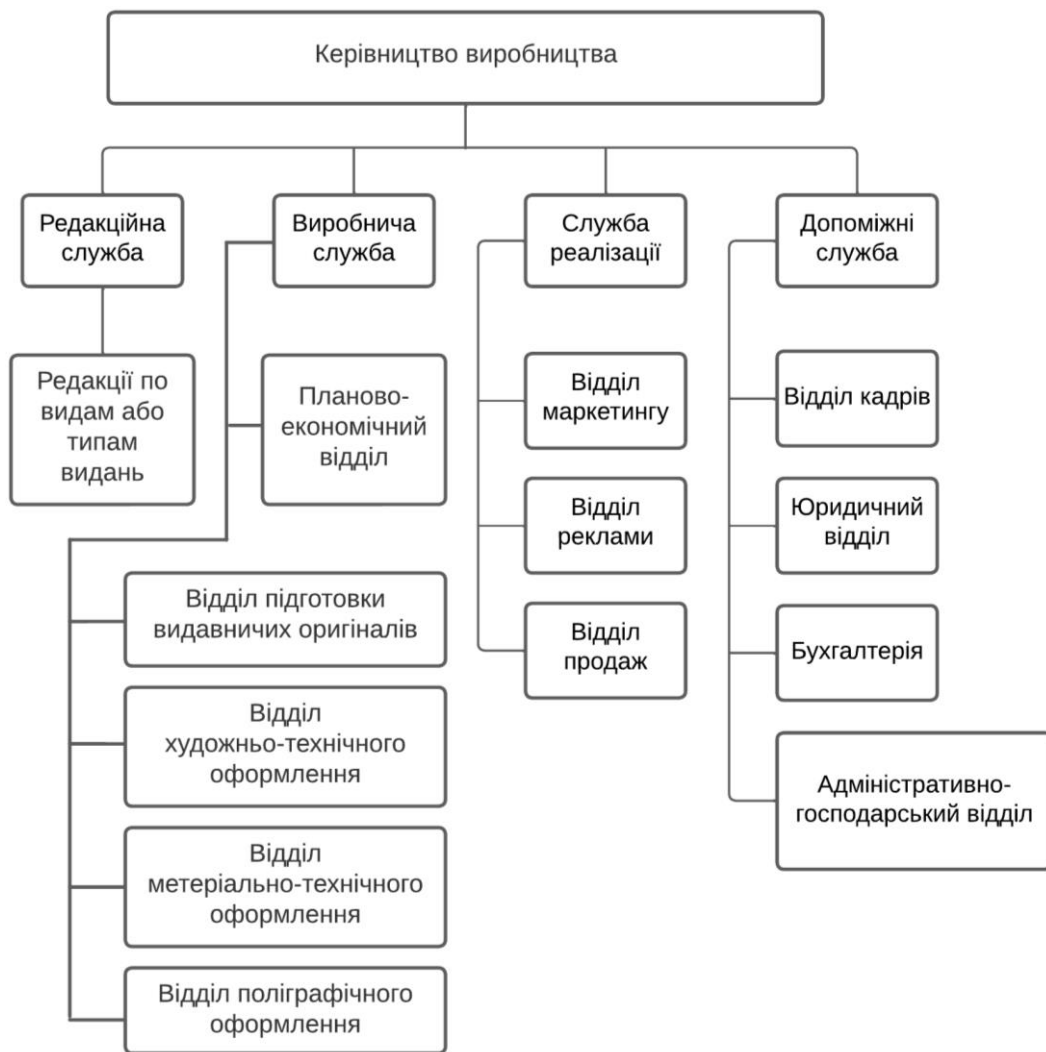 Керівництво виробництва
Редакційна
служба
Виробнича
служба
Служба
реалізації
Допоміжні
служба
Редакції по
видам або
типам
видань
Планово-
економічний
відділ
Відділ
маркетингу
Відділ кадрів
Відділ
реклами
Юридичний
відділ
Відділ підготовки
видавничих оригіналів
Відділ
продаж
Бухгалтерія
Відділ
художньо-технічного
оформлення
Адміністративно-
господарський відділ
Відділ
метеріально-технічного
оформлення
Відділ поліграфічного
оформлення